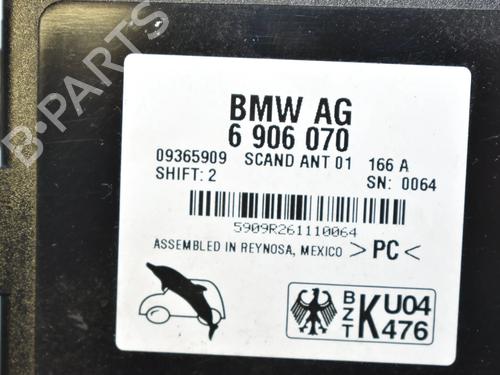 BMW AG
6 906 070
09365909 SCAND ANT 01 166 A
SHIFT: 2 SN: 0064
5909R261110064
ASSEMBLED IN REYNOSA, MEXICO >PC<
BZT K U04 476
B-PARTS